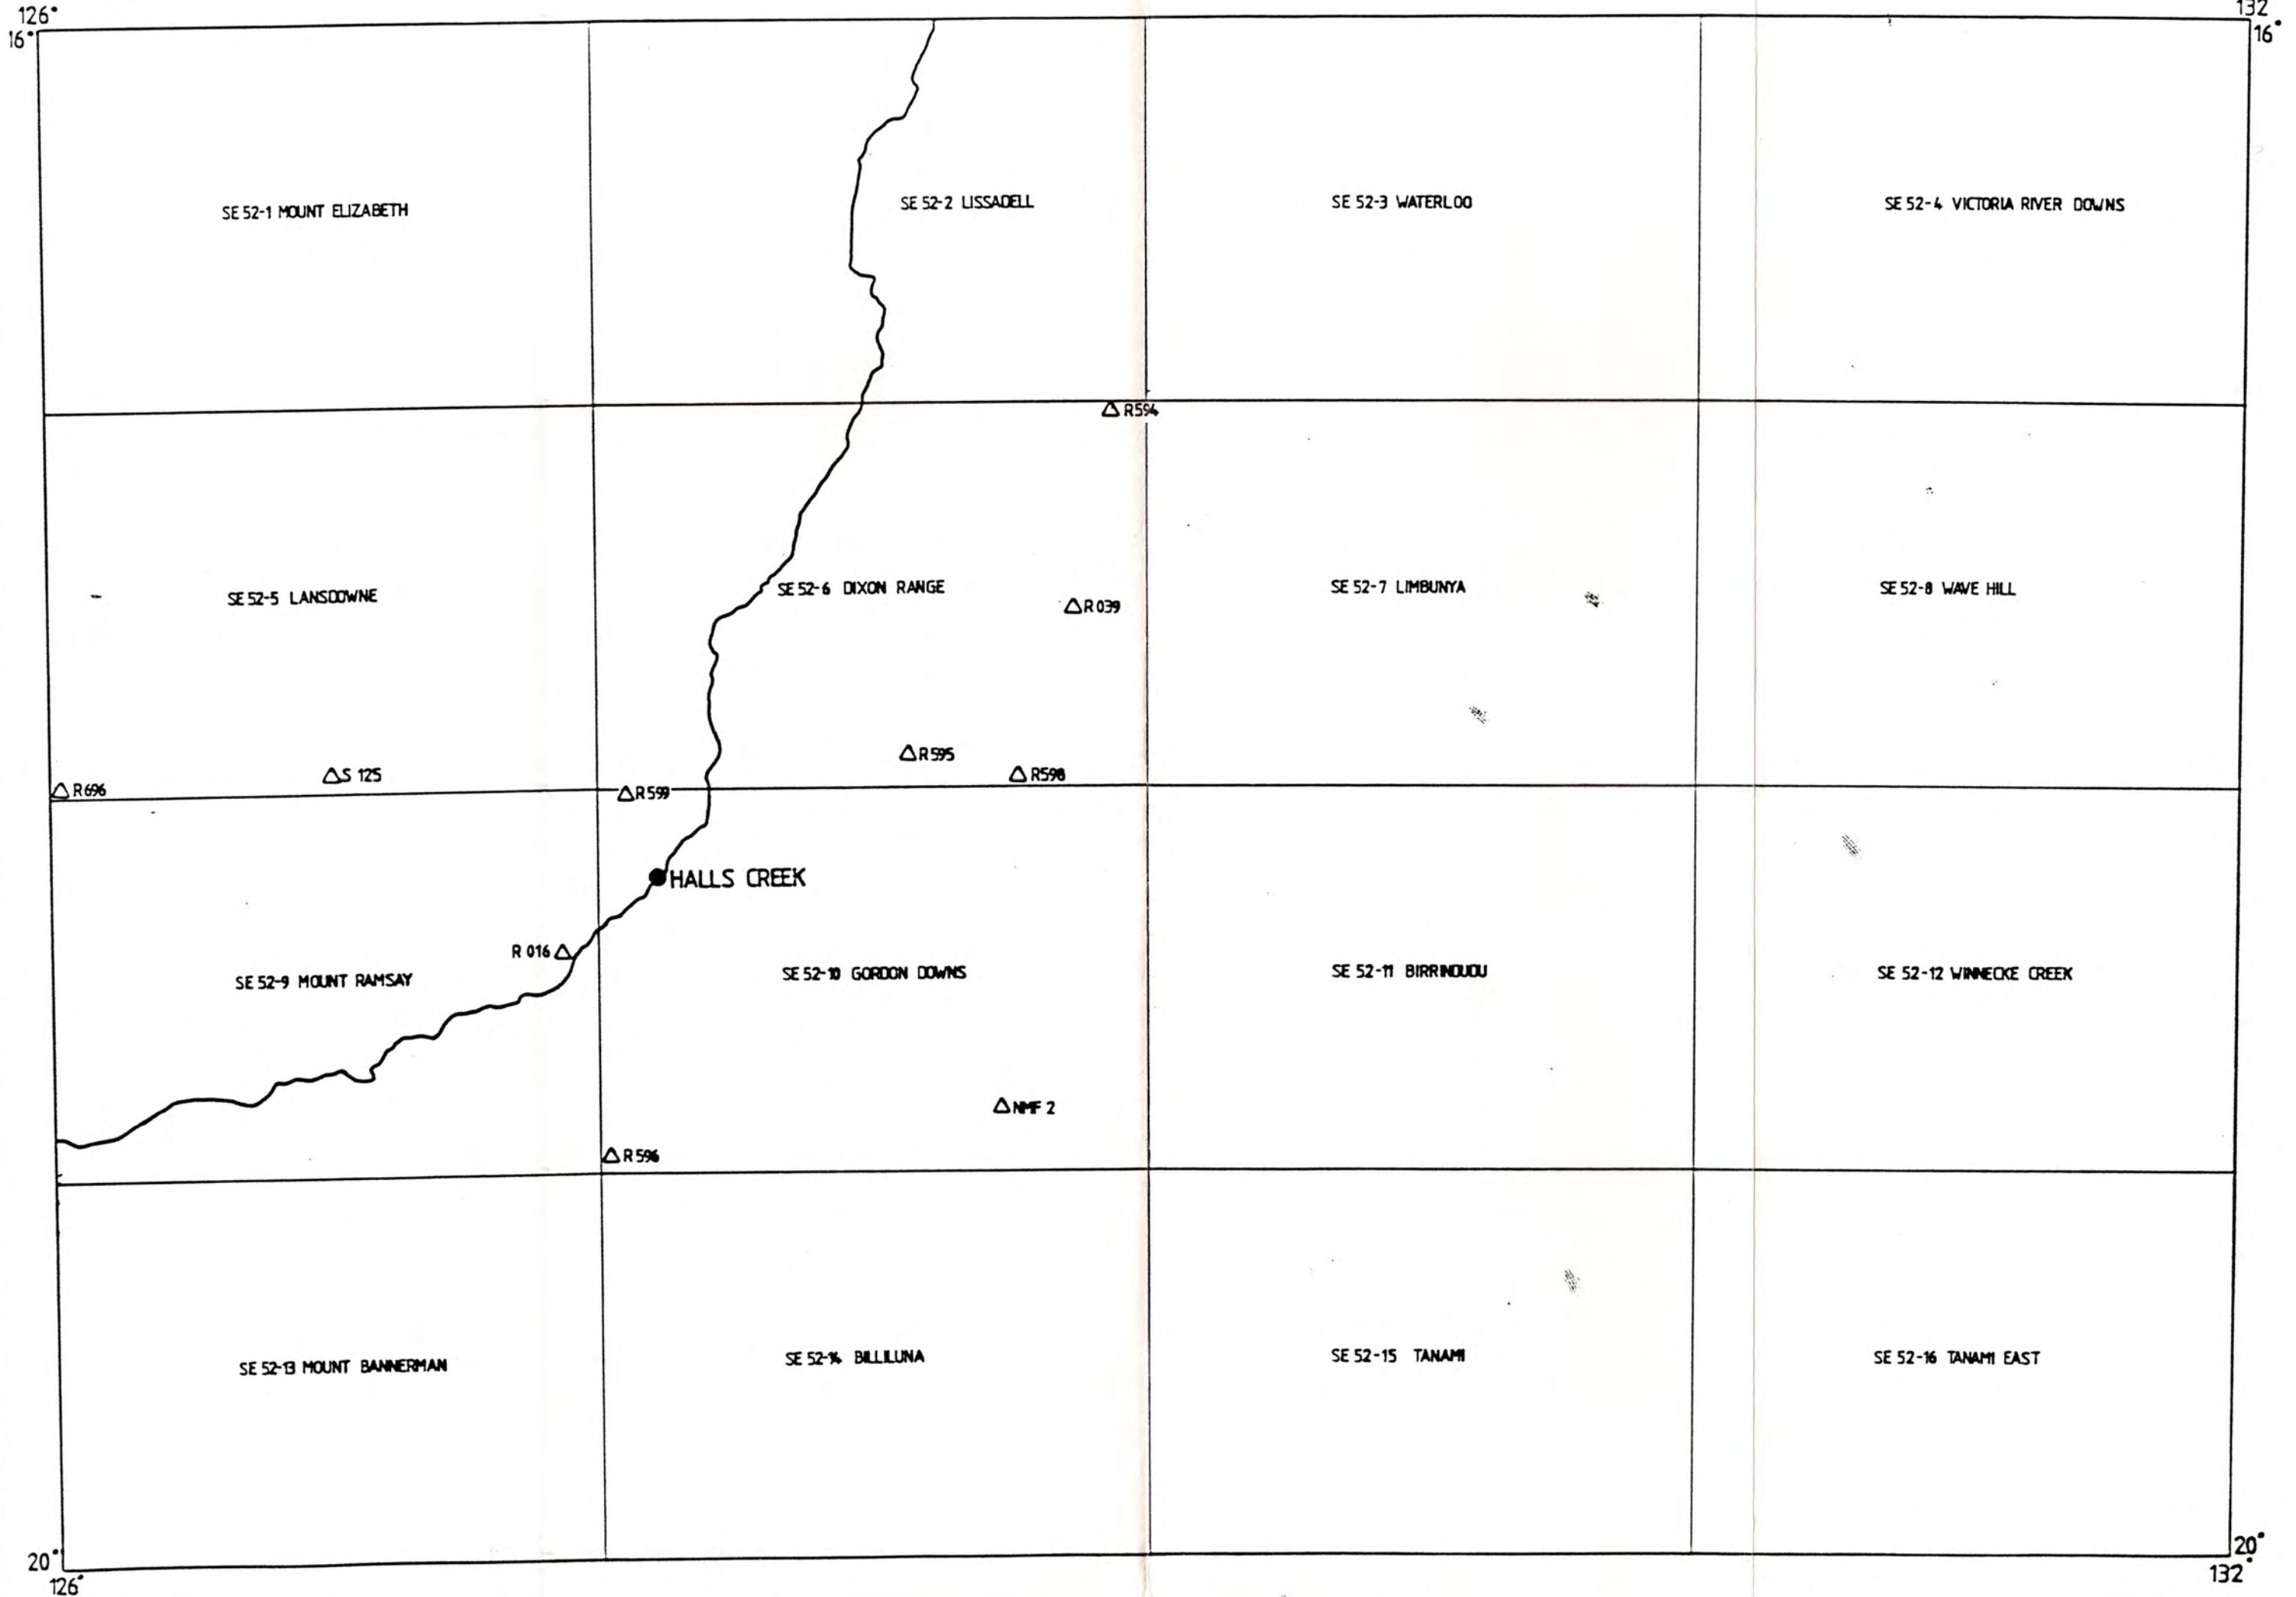 126° 132
16° 16°
SE 52-1 MOUNT ELIZABETH
SE 52-2 LISSADELL
SE 52-3 WATERLOO
SE 52-4 VICTORIA RIVER DOWNS
R594
SE 52-5 LANSDOWNE
SE 52-6 DIXON RANGE
R 039
SE 52-7 LIMBUNYA
SE 52-8 WAVE HILL
R595
R598
S 125
R 696
R599
HALLS CREEK
R 016
SE 52-9 MOUNT RAMSAY
SE 52-10 GORDON DOWNS
SE 52-11 BIRRINDUDU
SE 52-12 WINNECKE CREEK
NMF 2
R 596
SE 52-13 MOUNT BANNERMAN
SE 52-14 BILLILUNA
SE 52-15 TANAMI
SE 52-16 TANAMI EAST
20° 20°
126° 132°